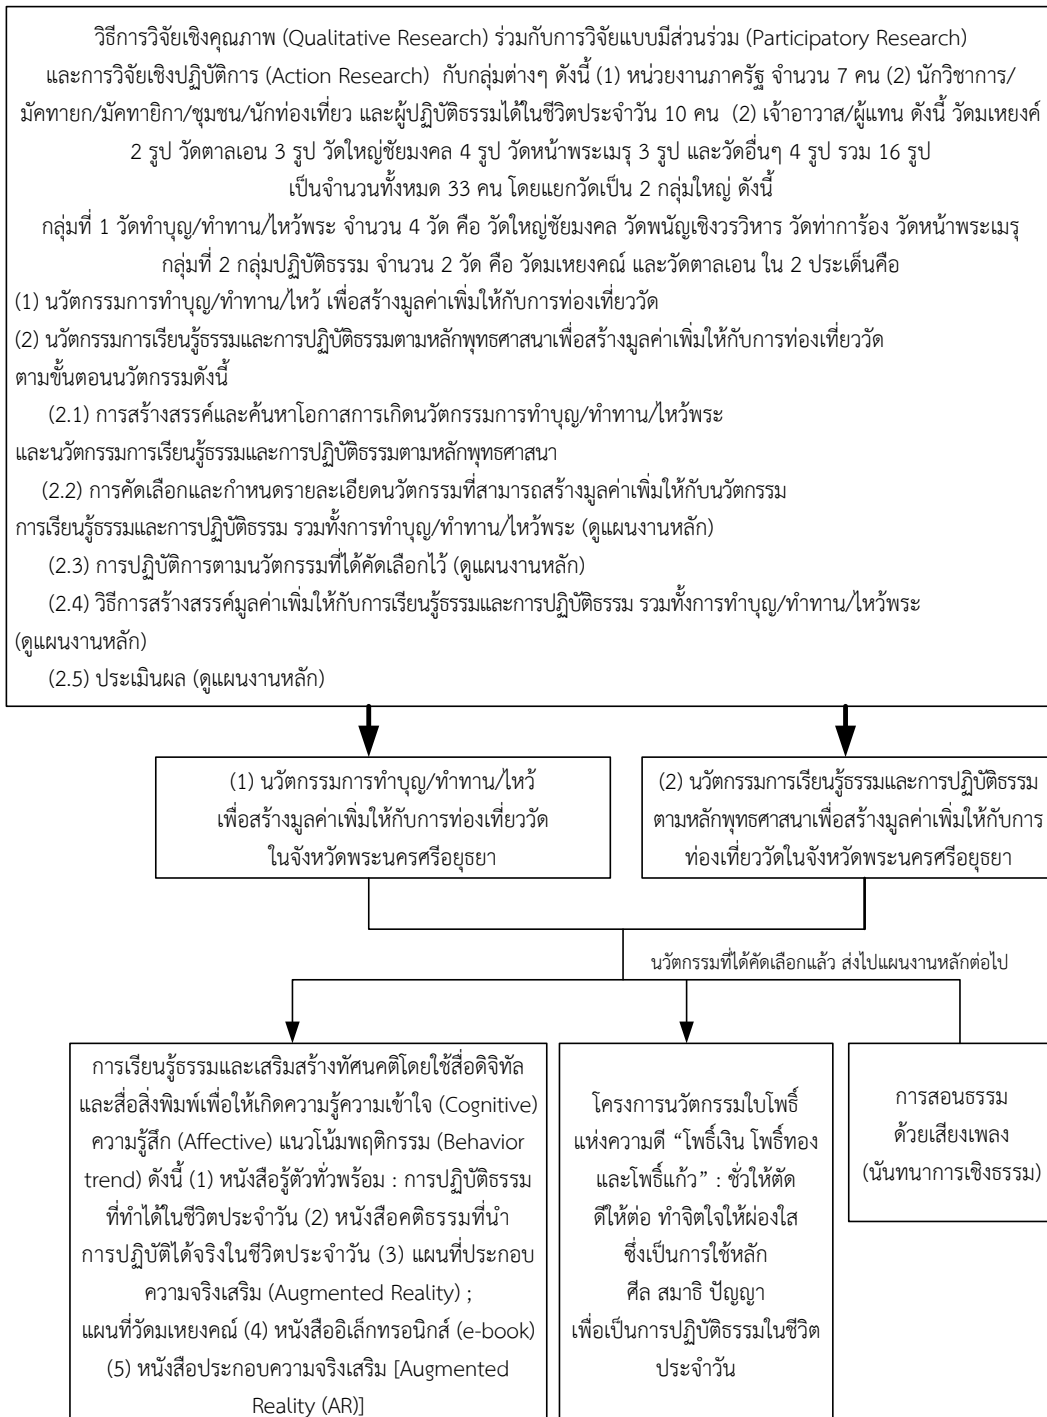 วิธีการวิจัยเชิงคุณภาพ (Qualitative Research) ร่วมกับการวิจัยแบบมีส่วนร่วม (Participatory Research)
และการวิจัยเชิงปฏิบัติการ (Action Research) กับกลุ่มต่างๆ ดังนี้ (1) หน่วยงานภาครัฐ จำนวน 7 คน (2) นักวิชาการ/
มัคทายก/มัคทายิกา/ชุมชน/นักท่องเที่ยว และผู้ปฏิบัติธรรมได้ในชีวิตประจำวัน 10 คน (2) เจ้าอาวาส/ผู้แทน ดังนี้ วัดมเหยงค์
2 รูป วัดตาลเอน 3 รูป วัดใหญ่ชัยมงคล 4 รูป วัดหน้าพระเมรุ 3 รูป และวัดอื่นๆ 4 รูป รวม 16 รูป
เป็นจำนวนทั้งหมด 33 คน โดยแยกวัดเป็น 2 กลุ่มใหญ่ ดังนี้
กลุ่มที่ 1 วัดทำบุญ/ทำทาน/ไหว้พระ จำนวน 4 วัด คือ วัดใหญ่ชัยมงคล วัดพนัญเชิงวรวิหาร วัดท่าการ้อง วัดหน้าพระเมรุ
กลุ่มที่ 2 กลุ่มปฏิบัติธรรม จำนวน 2 วัด คือ วัดมเหยงคณ์ และวัดตาลเอน ใน 2 ประเด็นคือ
(1) นวัตกรรมการทำบุญ/ทำทาน/ไหว้ เพื่อสร้างมูลค่าเพิ่มให้กับการท่องเที่ยววัด
(2) นวัตกรรมการเรียนรู้ธรรมและการปฏิบัติธรรมตามหลักพุทธศาสนาเพื่อสร้างมูลค่าเพิ่มให้กับการท่องเที่ยววัด
ตามขั้นตอนนวัตกรรมดังนี้
(2.1) การสร้างสรรค์และค้นหาโอกาสการเกิดนวัตกรรมการทำบุญ/ทำทาน/ไหว้พระ
และนวัตกรรมการเรียนรู้ธรรมและการปฏิบัติธรรมตามหลักพุทธศาสนา
(2.2) การคัดเลือกและกำหนดรายละเอียดนวัตกรรมที่สามารถสร้างมูลค่าเพิ่มให้กับนวัตกรรม
การเรียนรู้ธรรมและการปฏิบัติธรรม รวมทั้งการทำบุญ/ทำทาน/ไหว้พระ (ดูแผนงานหลัก)
(2.3) การปฏิบัติการตามนวัตกรรมที่ได้คัดเลือกไว้ (ดูแผนงานหลัก)
(2.4) วิธีการสร้างสรรค์มูลค่าเพิ่มให้กับการเรียนรู้ธรรมและการปฏิบัติธรรม รวมทั้งการทำบุญ/ทำทาน/ไหว้พระ
(ดูแผนงานหลัก)
(2.5) ประเมินผล (ดูแผนงานหลัก)
(1) นวัตกรรมการทำบุญ/ทำทาน/ไหว้
เพื่อสร้างมูลค่าเพิ่มให้กับการท่องเที่ยววัด
ในจังหวัดพระนครศรีอยุธยา
(2) นวัตกรรมการเรียนรู้ธรรมและการปฏิบัติธรรม
ตามหลักพุทธศาสนาเพื่อสร้างมูลค่าเพิ่มให้กับการ
ท่องเที่ยววัดในจังหวัดพระนครศรีอยุธยา
นวัตกรรมที่ได้คัดเลือกแล้ว ส่งไปแผนงานหลักต่อไป
การเรียนรู้ธรรมและเสริมสร้างทัศนคติโดยใช้สื่อดิจิทัล
และสื่อสิ่งพิมพ์เพื่อให้เกิดความรู้ความเข้าใจ (Cognitive)
ความรู้สึก (Affective) แนวโน้มพฤติกรรม (Behavior
trend) ดังนี้ (1) หนังสือรู้ตัวทั่วพร้อม : การปฏิบัติธรรม
ที่ทำได้ในชีวิตประจำวัน (2) หนังสือคติธรรมที่นำ
การปฏิบัติได้จริงในชีวิตประจำวัน (3) แผนที่ประกอบ
ความจริงเสริม (Augmented Reality) ;
แผนที่วัดมเหยงคณ์ (4) หนังสืออิเล็กทรอนิกส์ (e-book)
(5) หนังสือประกอบความจริงเสริม [Augmented
Reality (AR)]
โครงการนวัตกรรมใบโพธิ์
แห่งความดี “โพธิ์เงิน โพธิ์ทอง
และโพธิ์แก้ว” : ชั่วให้ตัด
ดีให้ต่อ ทำจิตใจให้ผ่องใส
ซึ่งเป็นการใช้หลัก
ศีล สมาธิ ปัญญา
เพื่อเป็นการปฏิบัติธรรมในชีวิต
ประจำวัน
การสอนธรรม
ด้วยเสียงเพลง
(นันทนาการเชิงธรรม)